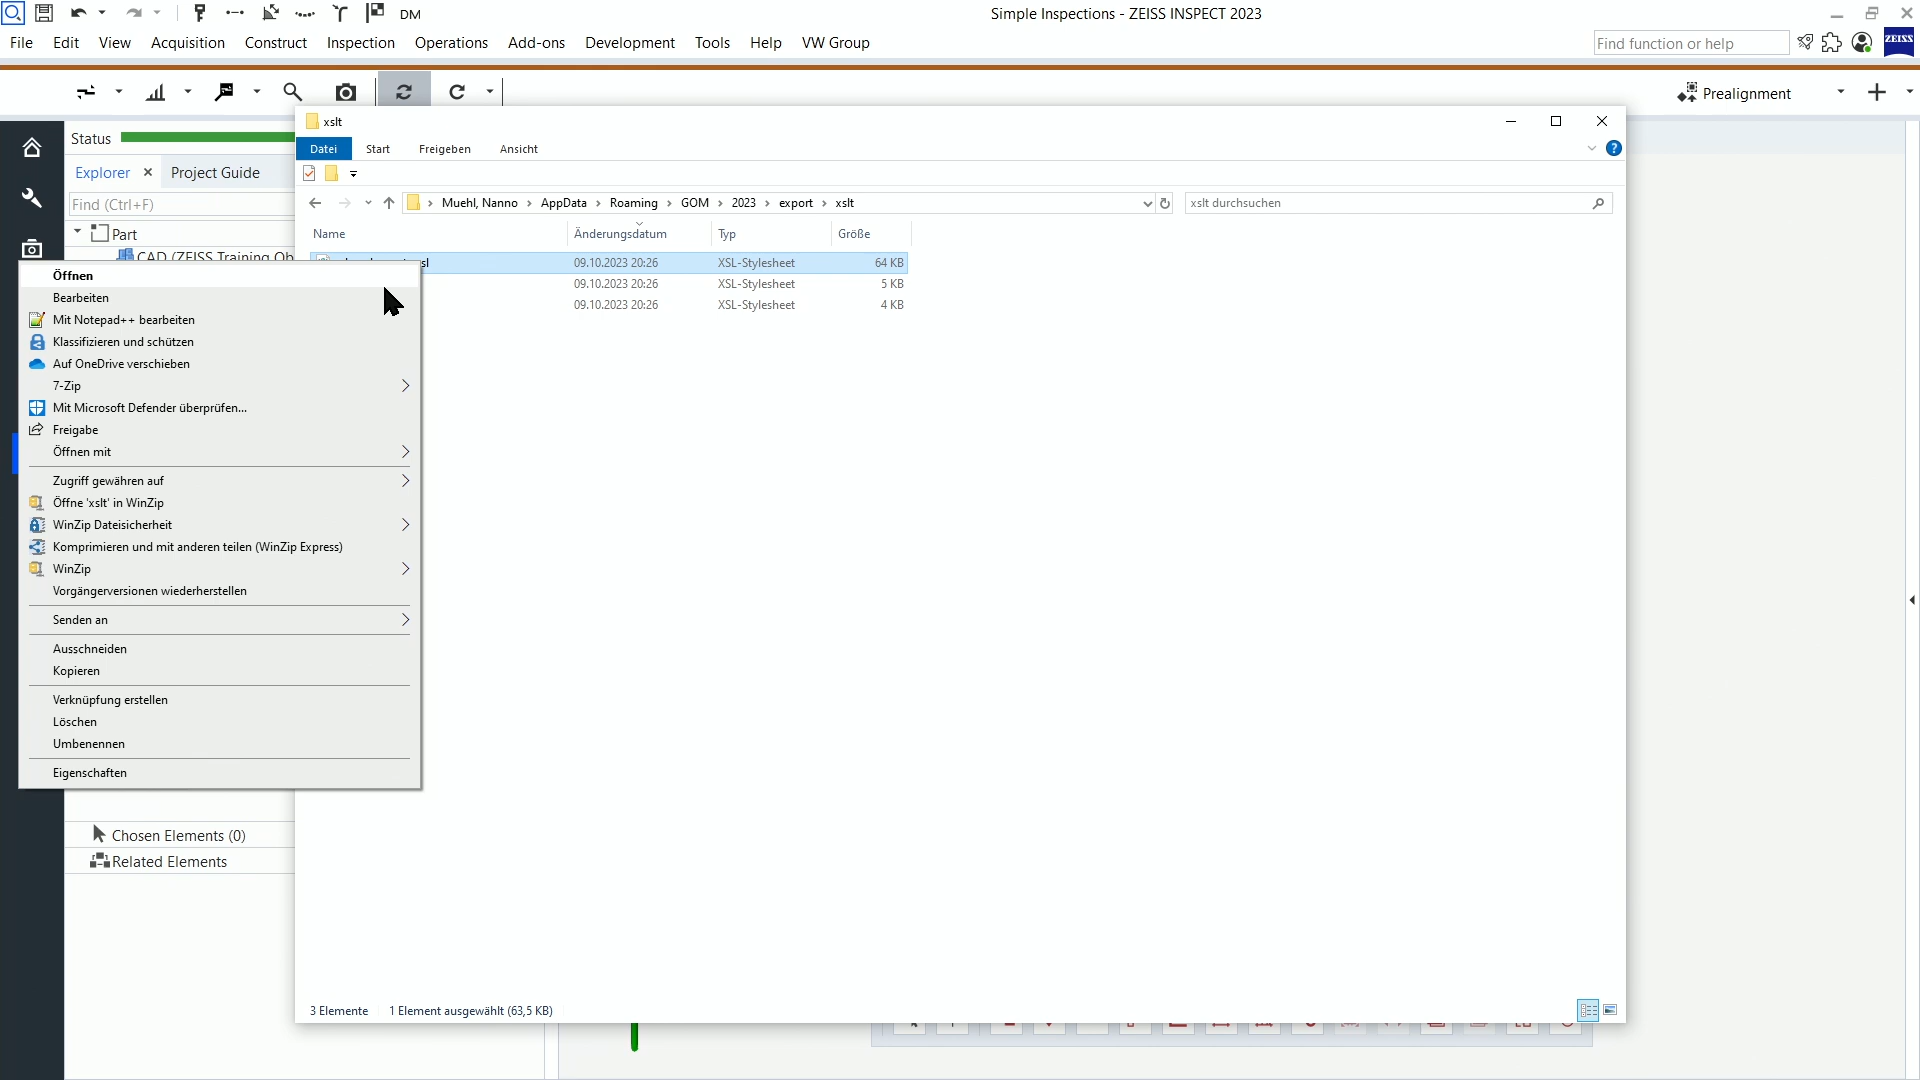 DM
Simple Inspections - ZEISS INSPECT 2023
File Edit View Acquisition Construct Inspection Operations Add-ons Development Tools Help VW Group
Find function or help
ZEISS
Prealignment
Status
xslt
Datei Start Freigeben Ansicht
Explorer Project Guide
Find (Ctrl+F)
Muehl, Nanno > AppData > Roaming > GOM > 2023 > export > xslt
xslt durchsuchen
Name Änderungsdatum Typ Größe
Part
CAD (ZEISS Training Ob
sl 09.10.2023 20:26 XSL-Stylesheet 64 KB
09.10.2023 20:26 XSL-Stylesheet 5 KB
09.10.2023 20:26 XSL-Stylesheet 4 KB
Öffnen
Bearbeiten
Mit Notepad++ bearbeiten
Klassifizieren und schützen
Auf OneDrive verschieben
7-Zip
Mit Microsoft Defender überprüfen...
Freigabe
Öffnen mit
Zugriff gewähren auf
Öffne 'xslt' in WinZip
WinZip Dateisicherheit
Komprimieren und mit anderen teilen (WinZip Express)
WinZip
Vorgängerversionen wiederherstellen
Senden an
Ausschneiden
Kopieren
Verknüpfung erstellen
Löschen
Umbenennen
Eigenschaften
Chosen Elements (0)
Related Elements
3 Elemente 1 Element ausgewählt (63,5 KB)